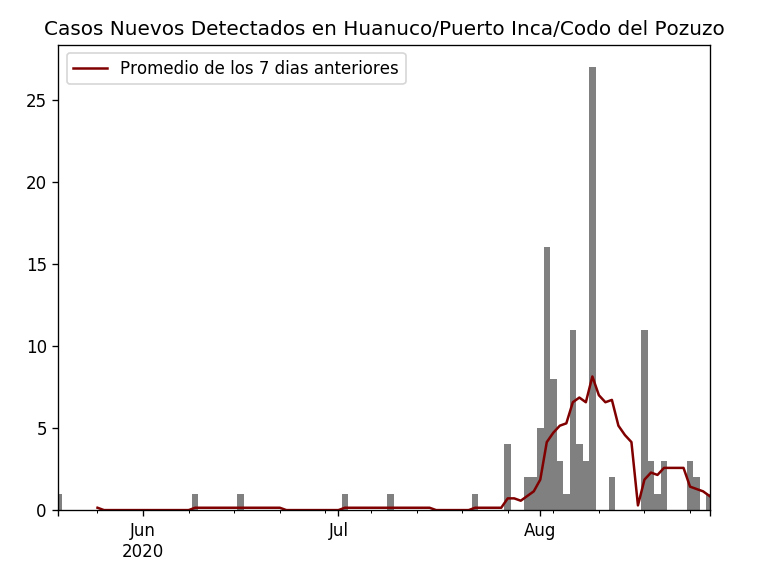 Casos Nuevos Detectados en Huanuco/Puerto Inca/Codo del Pozuzo
Promedio de los 7 dias anteriores
25
20
15
10
5
0
Jun
2020
Jul
Aug